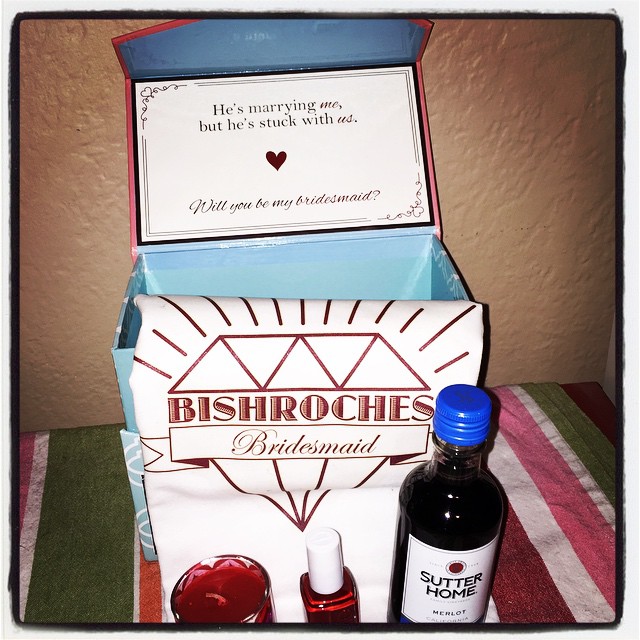 He's marrying me,
but he's stuck with us.
Will you be my bridesmaid?
BISHROCHES
Bridesmaid
SUTTER
HOME
MERLOT
CALIFORNIA